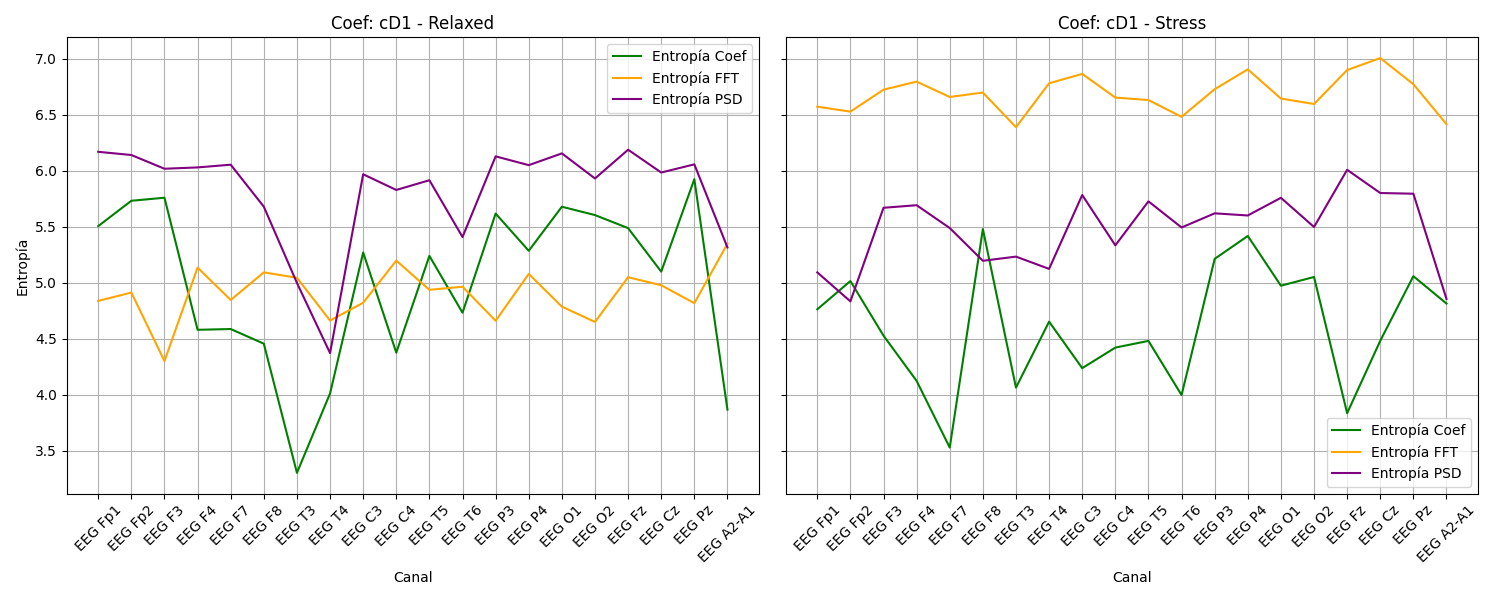 Coef: cD1 - Relaxed
Entropía
7.0
6.5
6.0
5.5
5.0
4.5
4.0
3.5
Entropía Coef
Entropía FFT
Entropía PSD
EEG Fp1
EEG Fp2
EEG F3
EEG F4
EEG F7
EEG F8
EEG T3
EEG T4
EEG C3
EEG C4
EEG T5
EEG T6
EEG P3
EEG P4
EEG O1
EEG O2
EEG Fz
EEG Cz
EEG Pz
EEG A2-A1
Canal
Coef: cD1 - Stress
Entropía Coef
Entropía FFT
Entropía PSD
EEG Fp1
EEG Fp2
EEG F3
EEG F4
EEG F7
EEG F8
EEG T3
EEG T4
EEG C3
EEG C4
EEG T5
EEG T6
EEG P3
EEG P4
EEG O1
EEG O2
EEG Fz
EEG Cz
EEG Pz
EEG A2-A1
Canal